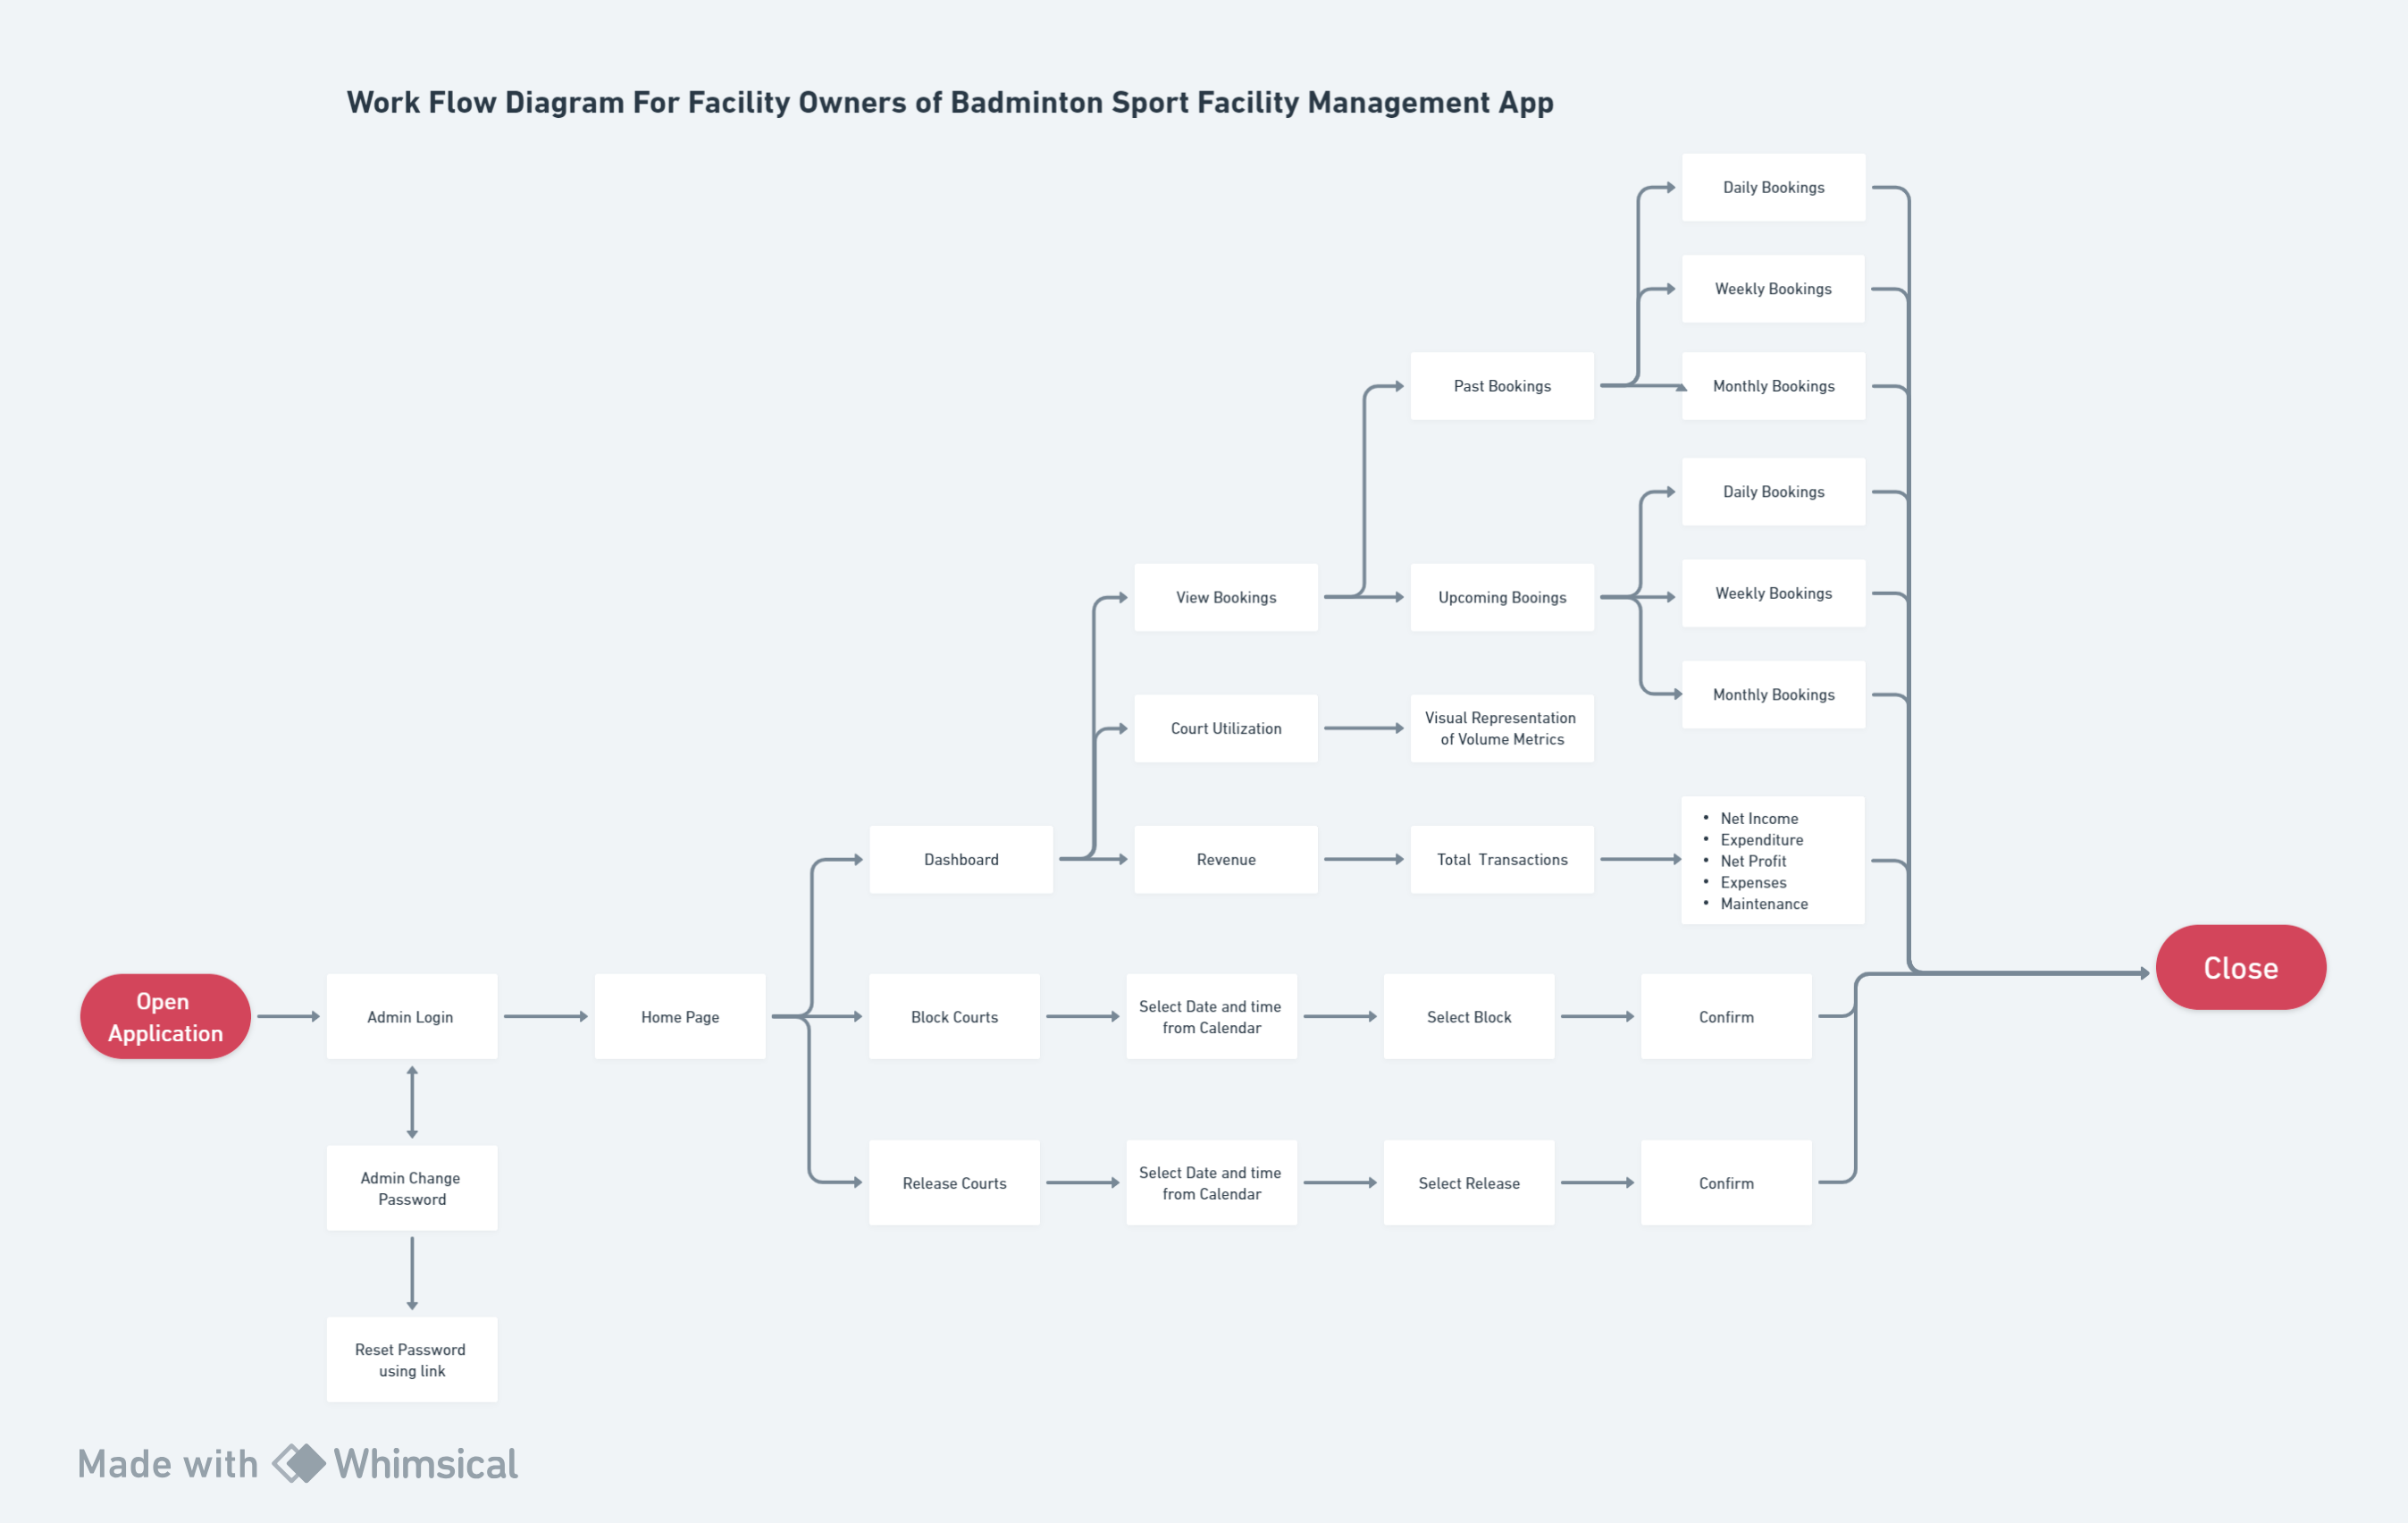 Work Flow Diagram For Facility Owners of Badminton Sport Facility Management App
Daily Bookings
Weekly Bookings
Past Bookings
Monthly Bookings
Daily Bookings
View Bookings
Upcoming Booings
Weekly Bookings
Monthly Bookings
Court Utilization
Visual Representation
of Volume Metrics
Dashboard
Revenue
Total Transactions
• Net Income
• Expenditure
• Net Profit
• Expenses
• Maintenance
Close
Open
Application
Admin Login
Home Page
Block Courts
Select Date and time
from Calendar
Select Block
Confirm
Admin Change
Password
Release Courts
Select Date and time
from Calendar
Select Release
Confirm
Reset Password
using link
Made with Whimsical